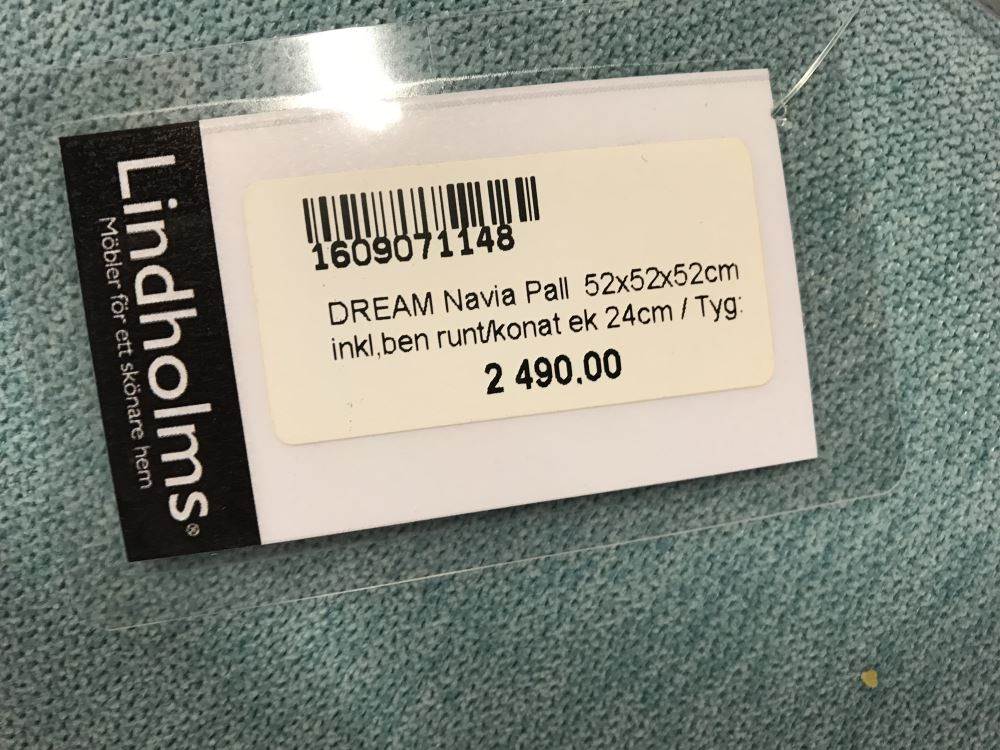 Lindholms®
Möbler för ett skönare hem
1609071148
DREAM Navia Pall 52x52x52cm
inkl,ben runt/konat ek 24cm / Tyg:
2 490.00